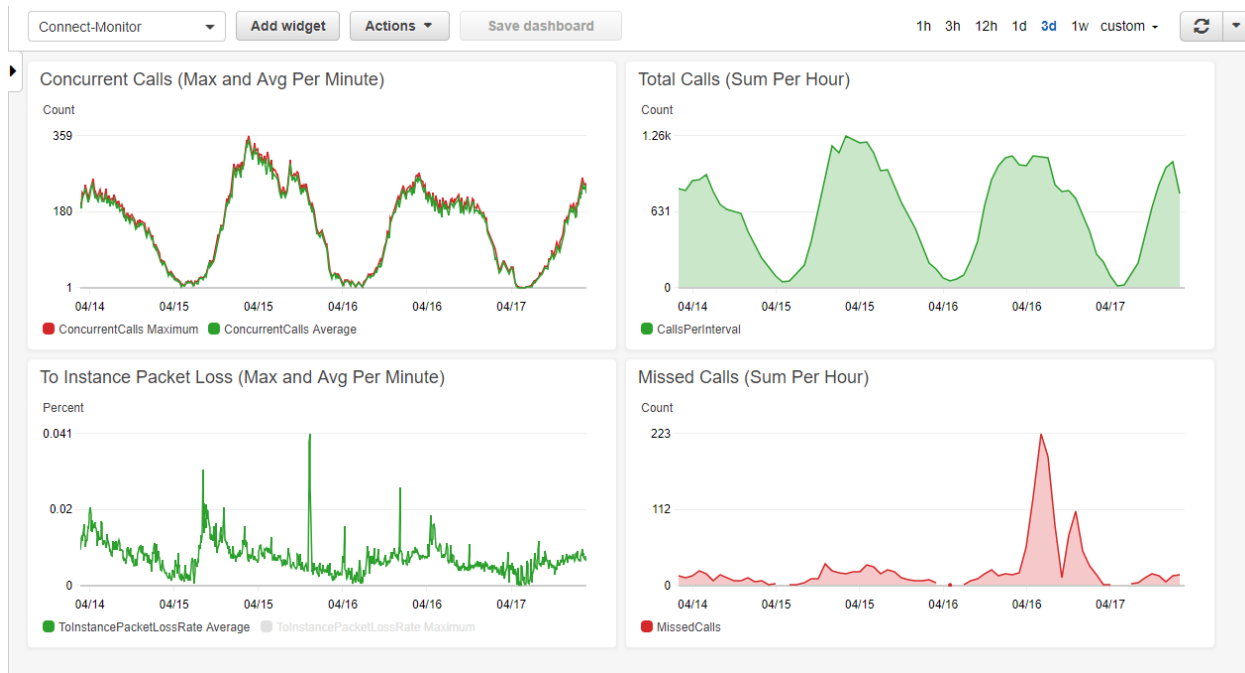 Connect-Monitor Add widget Actions Save dashboard 1h 3h 12h 1d 3d 1w custom
Concurrent Calls (Max and Avg Per Minute)
Count
359
180
1
04/14 04/15 04/15 04/16 04/16 04/17
ConcurrentCalls Maximum ConcurrentCalls Average
Total Calls (Sum Per Hour)
Count
1.26k
631
0
04/14 04/15 04/15 04/16 04/16 04/17
CallsPerInterval
To Instance Packet Loss (Max and Avg Per Minute)
Percent
0.041
0.02
0
04/14 04/15 04/15 04/16 04/16 04/17
ToInstancePacketLossRate Average ToInstancePacketLossRate Maximum
Missed Calls (Sum Per Hour)
Count
223
112
0
04/14 04/15 04/15 04/16 04/16 04/17
MissedCalls